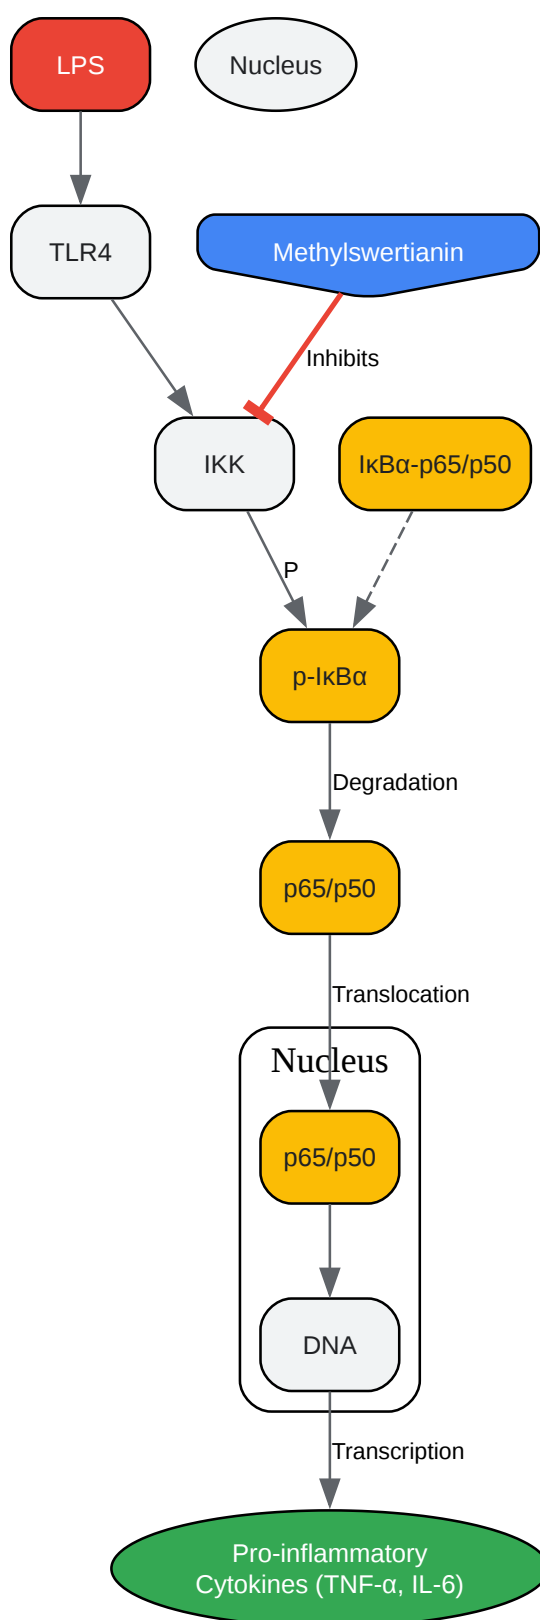 LPS
Nucleus
TLR4
Methylswertianin
Inhibits
IKK
IκBα-p65/p50
P
p-IκBα
Degradation
p65/p50
Translocation
Nucleus
p65/p50
DNA
Transcription
Pro-inflammatory
Cytokines (TNF-α, IL-6)